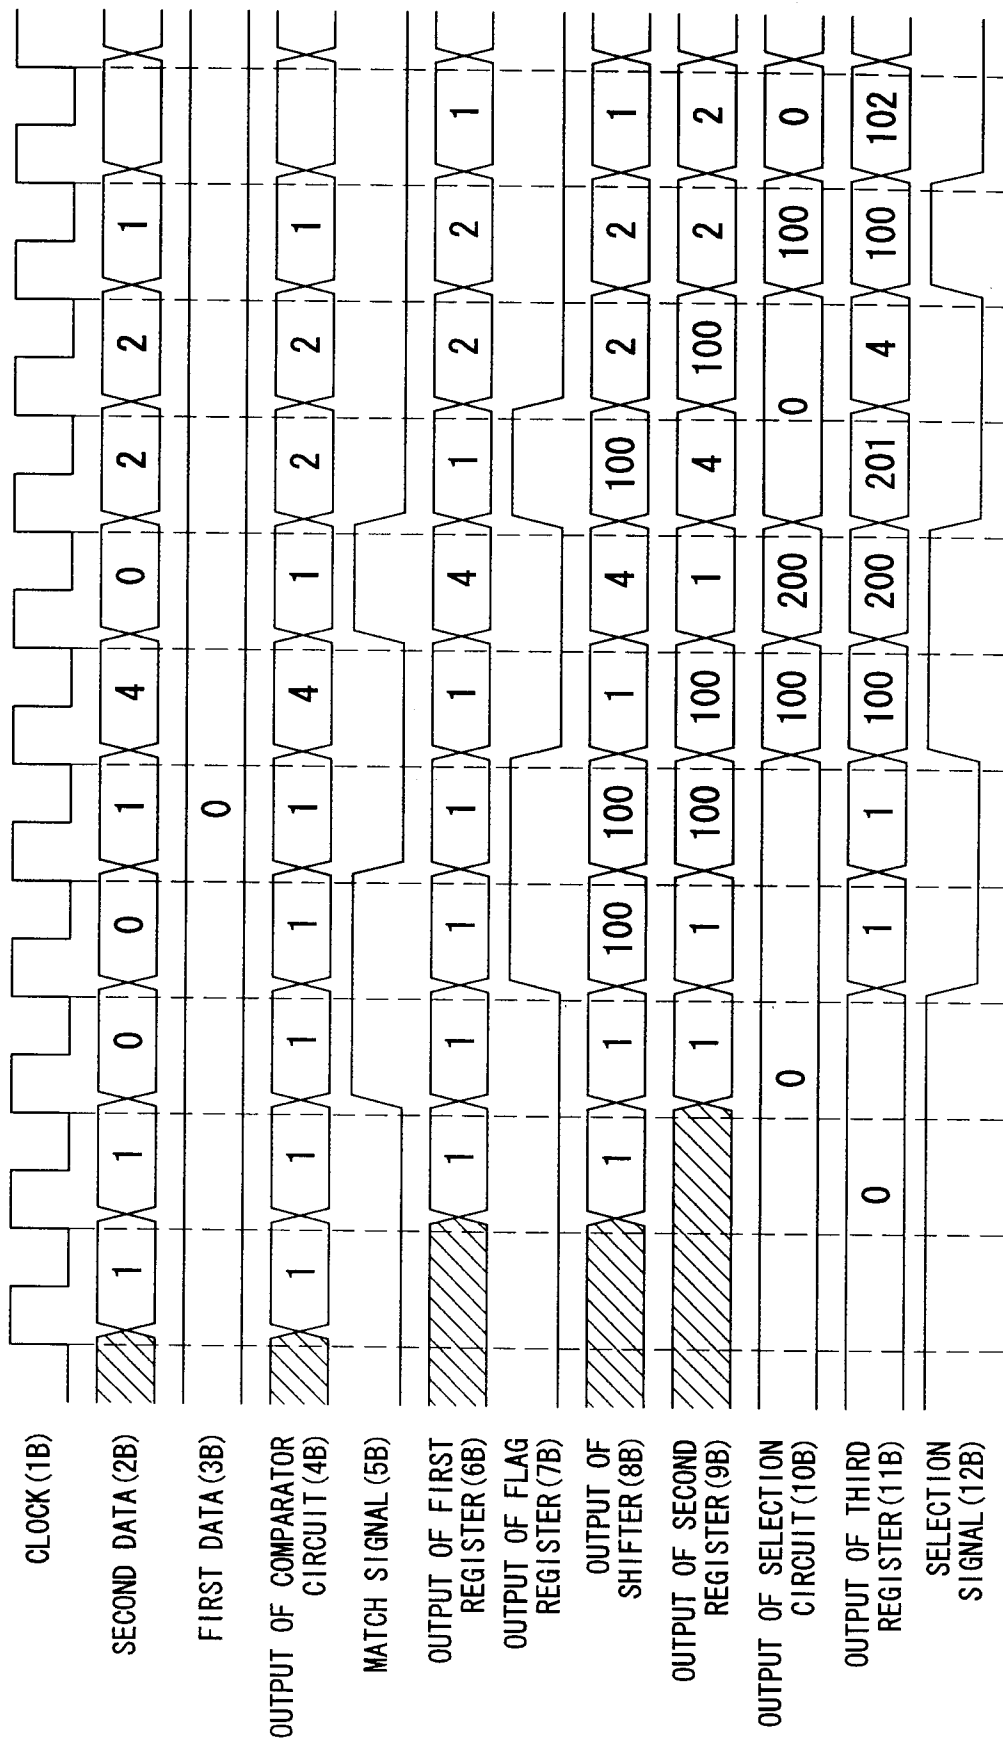 CLOCK(1B)
SECOND DATA(2B) 1 1 0 0 1 4 0 2 2 1
FIRST DATA(3B) 0
OUTPUT OF COMPARATOR
CIRCUIT(4B) 1 1 1 1 1 4 1 2 2 1
MATCH SIGNAL(5B)
OUTPUT OF FIRST
REGISTER(6B) 1 1 1 1 1 4 1 2 2 1
OUTPUT OF FLAG
REGISTER(7B)
OUTPUT OF
SHIFTER(8B) 1 1 100 100 1 4 100 2 2 1
OUTPUT OF SECOND
REGISTER(9B) 1 1 100 100 1 4 100 2 2
OUTPUT OF SELECTION
CIRCUIT(10B) 0 100 200 0 100 0
OUTPUT OF THIRD
REGISTER(11B) 0 1 1 100 200 201 4 100 102
SELECTION
SIGNAL(12B)